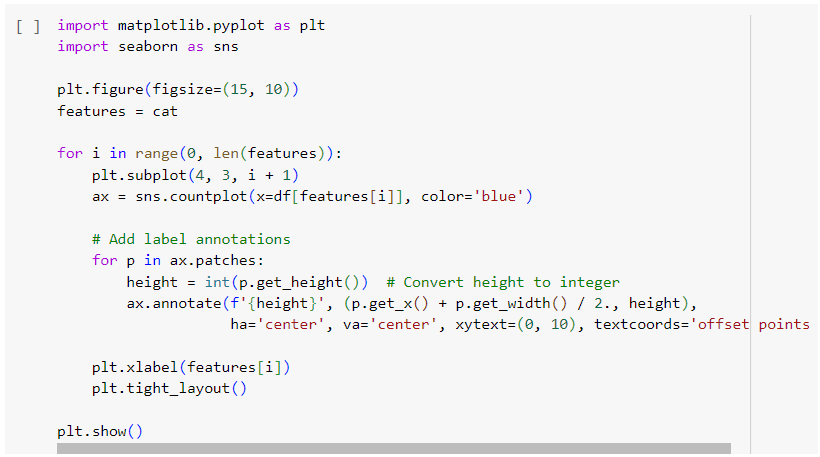 [ ] import matplotlib.pyplot as plt
import seaborn as sns

plt.figure(figsize=(15, 10))
features = cat

for i in range(0, len(features)):
    plt.subplot(4, 3, i + 1)
    ax = sns.countplot(x=df[features[i]], color='blue')

    # Add label annotations
    for p in ax.patches:
        height = int(p.get_height())  # Convert height to integer
        ax.annotate(f'{height}', (p.get_x() + p.get_width() / 2., height),
                    ha='center', va='center', xytext=(0, 10), textcoords='offset points

    plt.xlabel(features[i])
    plt.tight_layout()

plt.show()